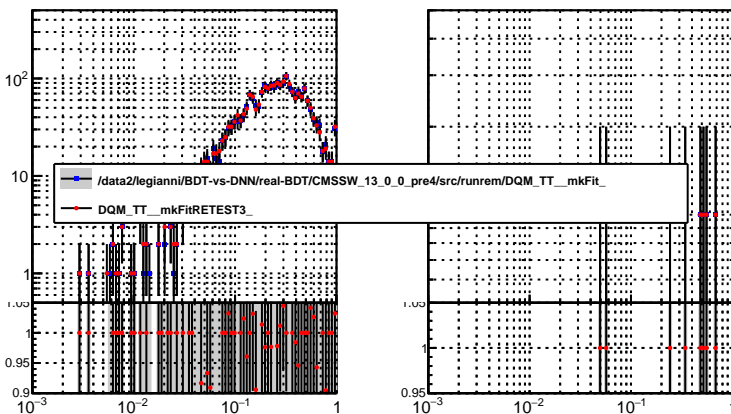 10²
10
1
/data2/legianni/BDT-vs-DNN/real-BDT/CMSSW_13_0_0_pre4/src/runrem/DQM_TT__mkFit_
DQM_TT__mkFitRETEST3_
1.05
1
0.95
0.9
10⁻³ 10⁻² 10⁻¹ 1
1.05
1
0.95
10⁻³ 10⁻² 10⁻¹ 1